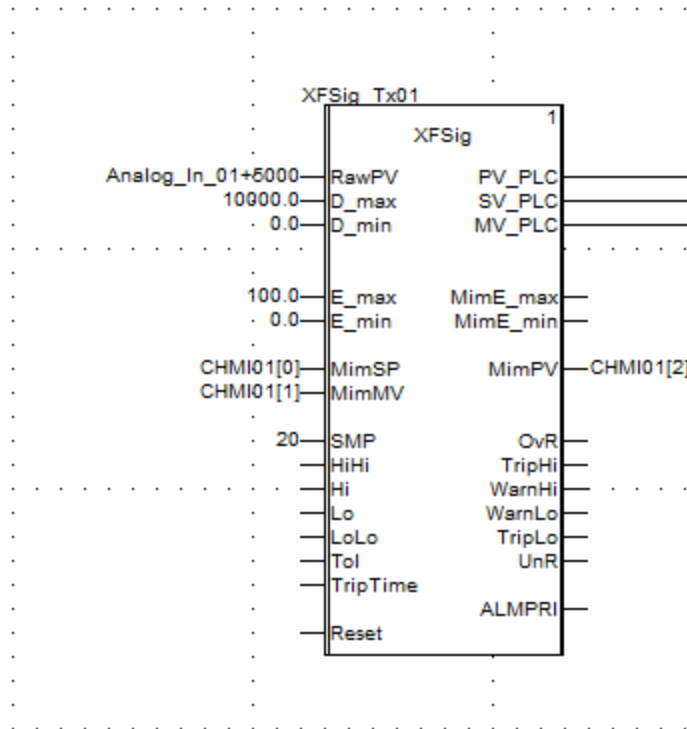 XFSig_Tx01
1
XFSig
Analog_In_01+5000 RawPV PV_PLC
10000.0 D_max SV_PLC
0.0 D_min MV_PLC
100.0 E_max MimE_max
0.0 E_min MimE_min
CHMI01[0] MimSP MimPV CHMI01[2]
CHMI01[1] MimMV
20 SMP OvR
HiHi TripHi
Hi WarnHi
Lo WarnLo
LoLo TripLo
Tol UnR
TripTime
ALMPRI
Reset